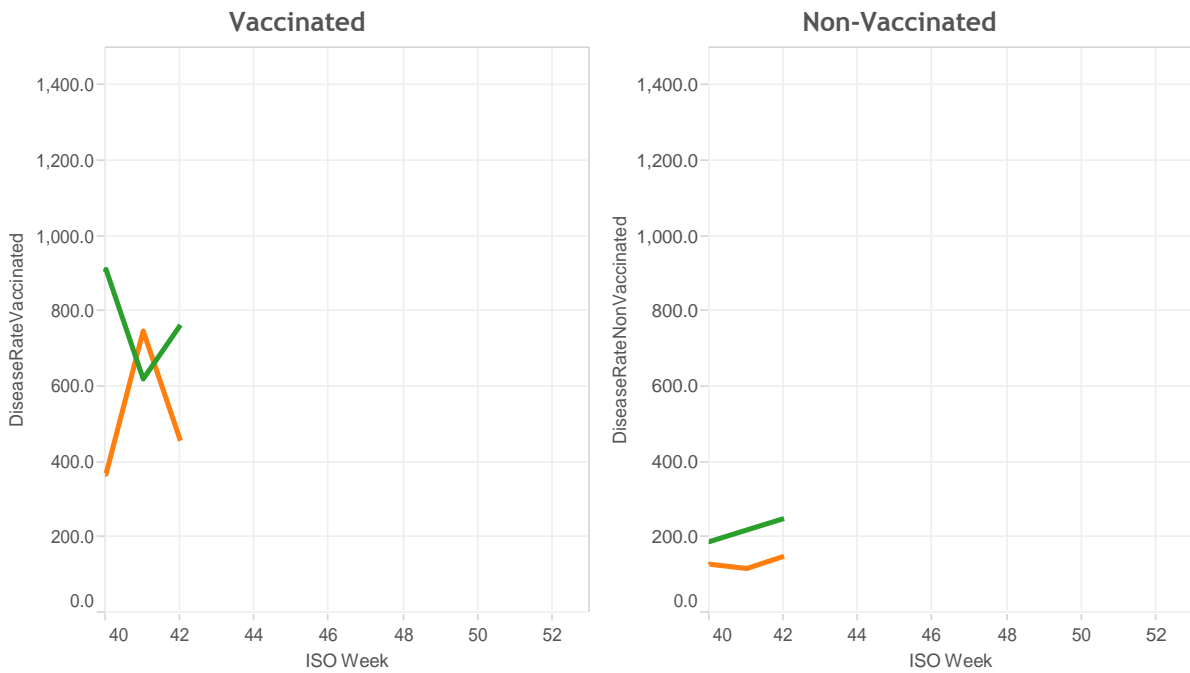 Vaccinated
DiseaseRateVaccinated
1,400.0
1,200.0
1,000.0
800.0
600.0
400.0
200.0
0.0
40 42 44 46 48 50 52
ISO Week
Non-Vaccinated
DiseaseRateNonVaccinated
1,400.0
1,200.0
1,000.0
800.0
600.0
400.0
200.0
0.0
40 42 44 46 48 50 52
ISO Week